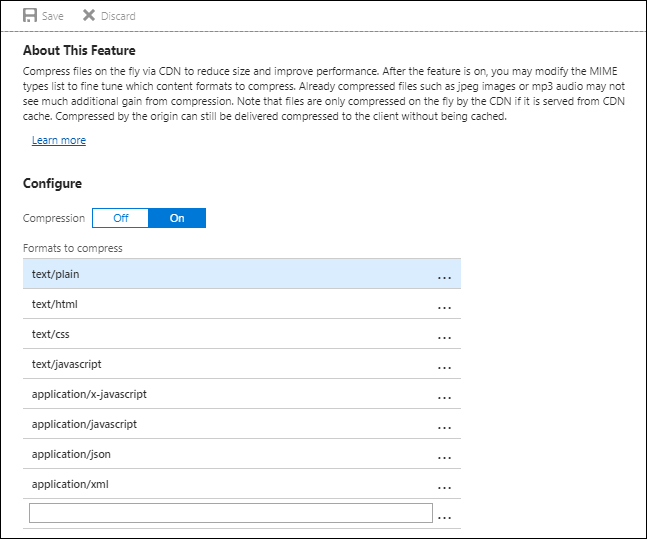 Save Discard
About This Feature
Compress files on the fly via CDN to reduce size and improve performance. After the feature is on, you may modify the MIME
types list to fine tune which content formats to compress. Already compressed files such as jpeg images or mp3 audio may not
see much additional gain from compression. Note that files are only compressed on the fly by the CDN if it is served from CDN
cache. Compressed by the origin can still be delivered compressed to the client without being cached.
Learn more
Configure
Compression Off On
Formats to compress
text/plain ...
text/html ...
text/css ...
text/javascript ...
application/x-javascript ...
application/javascript ...
application/json ...
application/xml ...
...